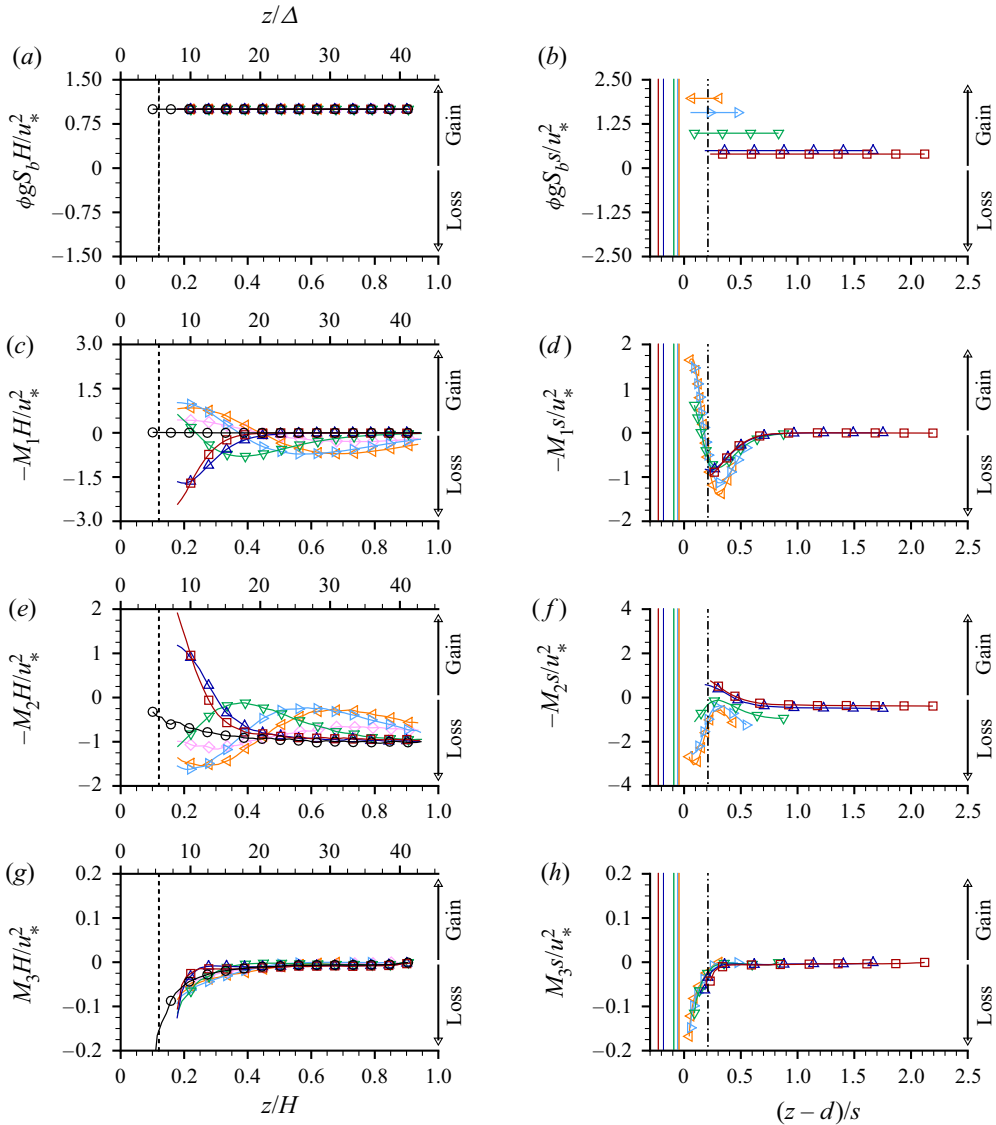 z/Δ
(a) 0 10 20 30 40
1.50
0.75
0
–0.75
–1.50
ϕgS_b H/u_*^2
Gain
Loss
0 0.2 0.4 0.6 0.8 1.0
(b)
2.50
1.25
0
–1.25
–2.50
ϕgS_b s/u_*^2
Gain
Loss
0 0.5 1.0 1.5 2.0 2.5
(c) 0 10 20 30 40
3.0
1.5
0
–1.5
–3.0
–M_1H/u_*^2
Gain
Loss
0 0.2 0.4 0.6 0.8 1.0
(d)
2
1
0
–1
–2
–M_1s/u_*^2
Gain
Loss
0 0.5 1.0 1.5 2.0 2.5
(e) 0 10 20 30 40
2
1
0
–1
–2
–M_2H/u_*^2
Gain
Loss
0 0.2 0.4 0.6 0.8 1.0
(f)
4
2
0
–2
–4
–M_2s/u_*^2
Gain
Loss
0 0.5 1.0 1.5 2.0 2.5
(g) 0 10 20 30 40
0.2
0.1
0
–0.1
–0.2
M_3H/u_*^2
Gain
Loss
0 0.2 0.4 0.6 0.8 1.0
z/H
(h)
0.2
0.1
0
–0.1
–0.2
M_3s/u_*^2
Gain
Loss
0 0.5 1.0 1.5 2.0 2.5
(z – d)/s